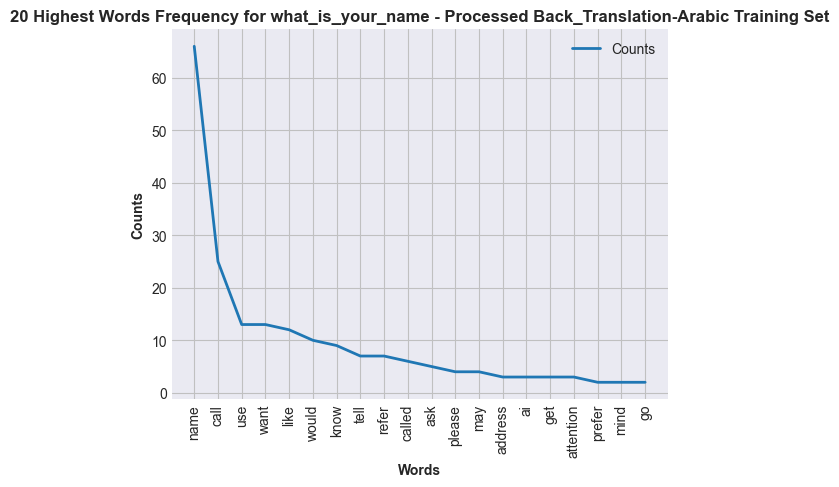 20 Highest Words Frequency for what_is_your_name - Processed Back_Translation-Arabic Training Set
Counts
Counts
60
50
40
30
20
10
0
name
call
use
want
like
would
know
tell
refer
called
ask
please
may
address
ai
get
attention
prefer
mind
go
Words